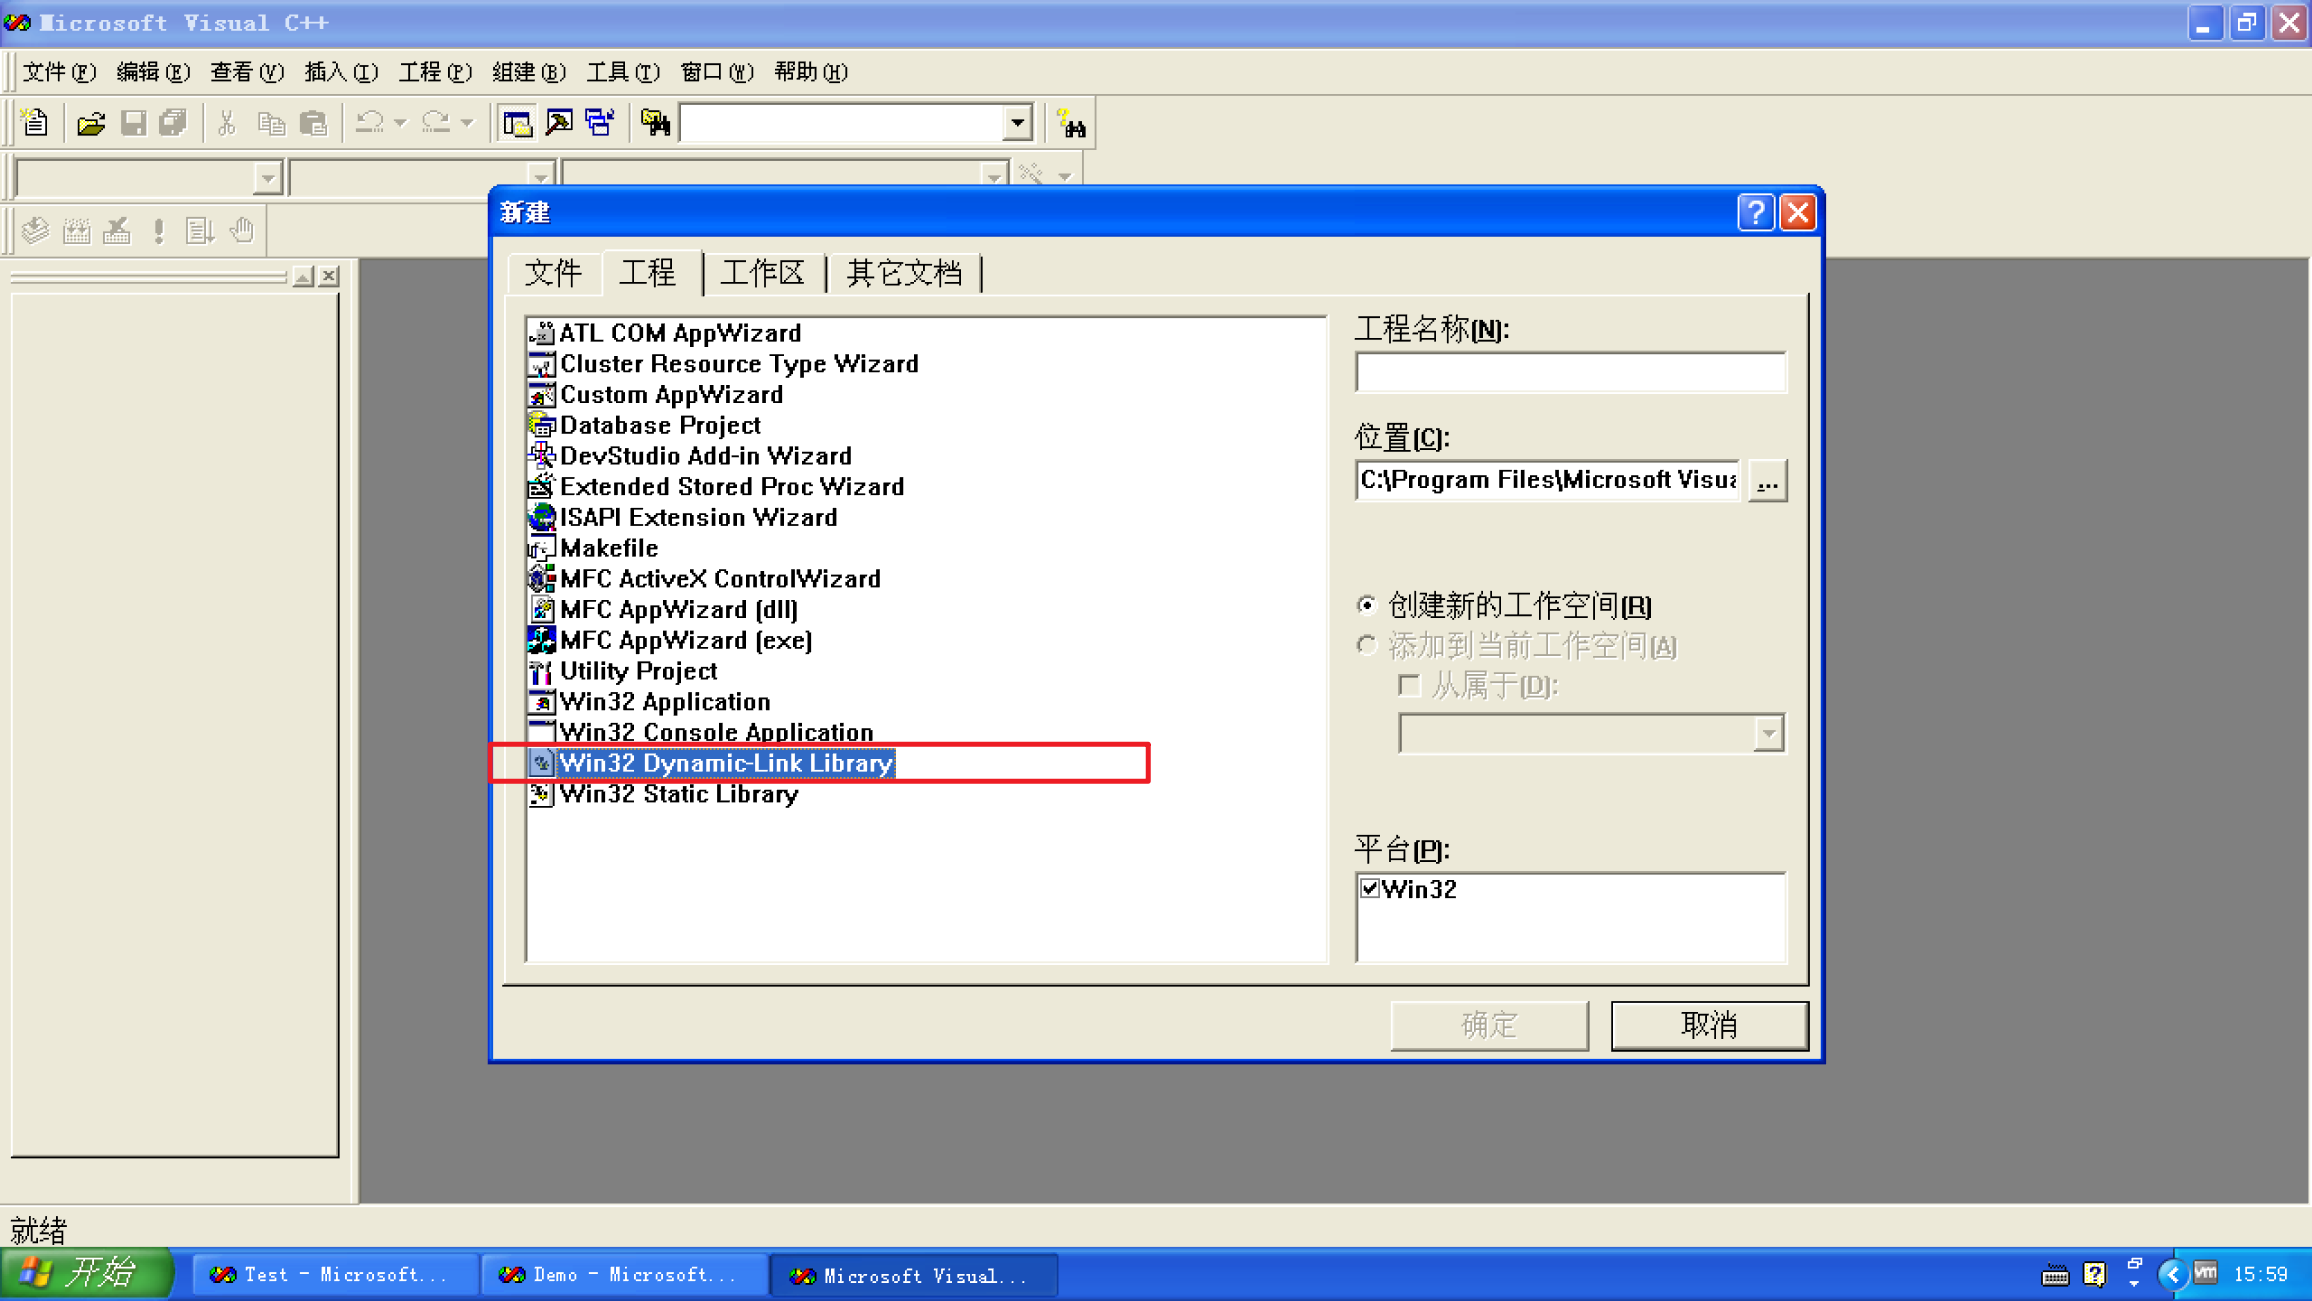 Microsoft Visual C++
文件(F) 编辑(E) 查看(V) 插入(I) 工程(P) 组建(B) 工具(T) 窗口(W) 帮助(H)
新建
文件 工程 工作区 其它文档
ATL COM AppWizard
Cluster Resource Type Wizard
Custom AppWizard
Database Project
DevStudio Add-in Wizard
Extended Stored Proc Wizard
ISAPI Extension Wizard
Makefile
MFC ActiveX ControlWizard
MFC AppWizard (dll)
MFC AppWizard (exe)
Utility Project
Win32 Application
Win32 Console Application
Win32 Dynamic-Link Library
Win32 Static Library
工程名称(N):
位置(C):
C:\Program Files\Microsoft Visua
...
创建新的工作空间(R)
添加到当前工作空间(A)
从属于(D):
平台(P):
Win32
确定 取消
就绪
开始 Test - Microsoft... Demo - Microsoft... Microsoft Visual... vm 15:59